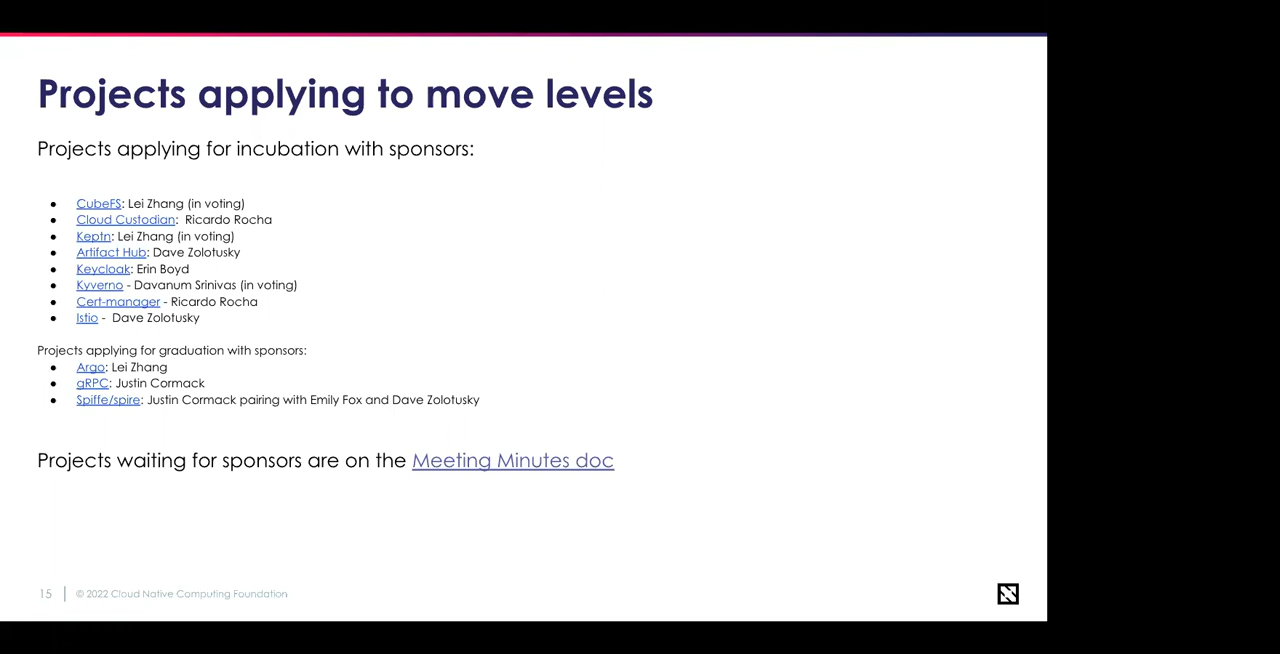 Projects applying to move levels
Projects applying for incubation with sponsors:
● CubeFS: Lei Zhang (in voting)
● Cloud Custodian: Ricardo Rocha
● Keptn: Lei Zhang (in voting)
● Artifact Hub: Dave Zolotusky
● Keycloak: Erin Boyd
● Kyverno - Davanum Srinivas (in voting)
● Cert-manager - Ricardo Rocha
● Istio - Dave Zolotusky
Projects applying for graduation with sponsors:
● Argo: Lei Zhang
● gRPC: Justin Cormack
● Spiffe/spire: Justin Cormack pairing with Emily Fox and Dave Zolotusky
Projects waiting for sponsors are on the Meeting Minutes doc
15 | © 2022 Cloud Native Computing Foundation